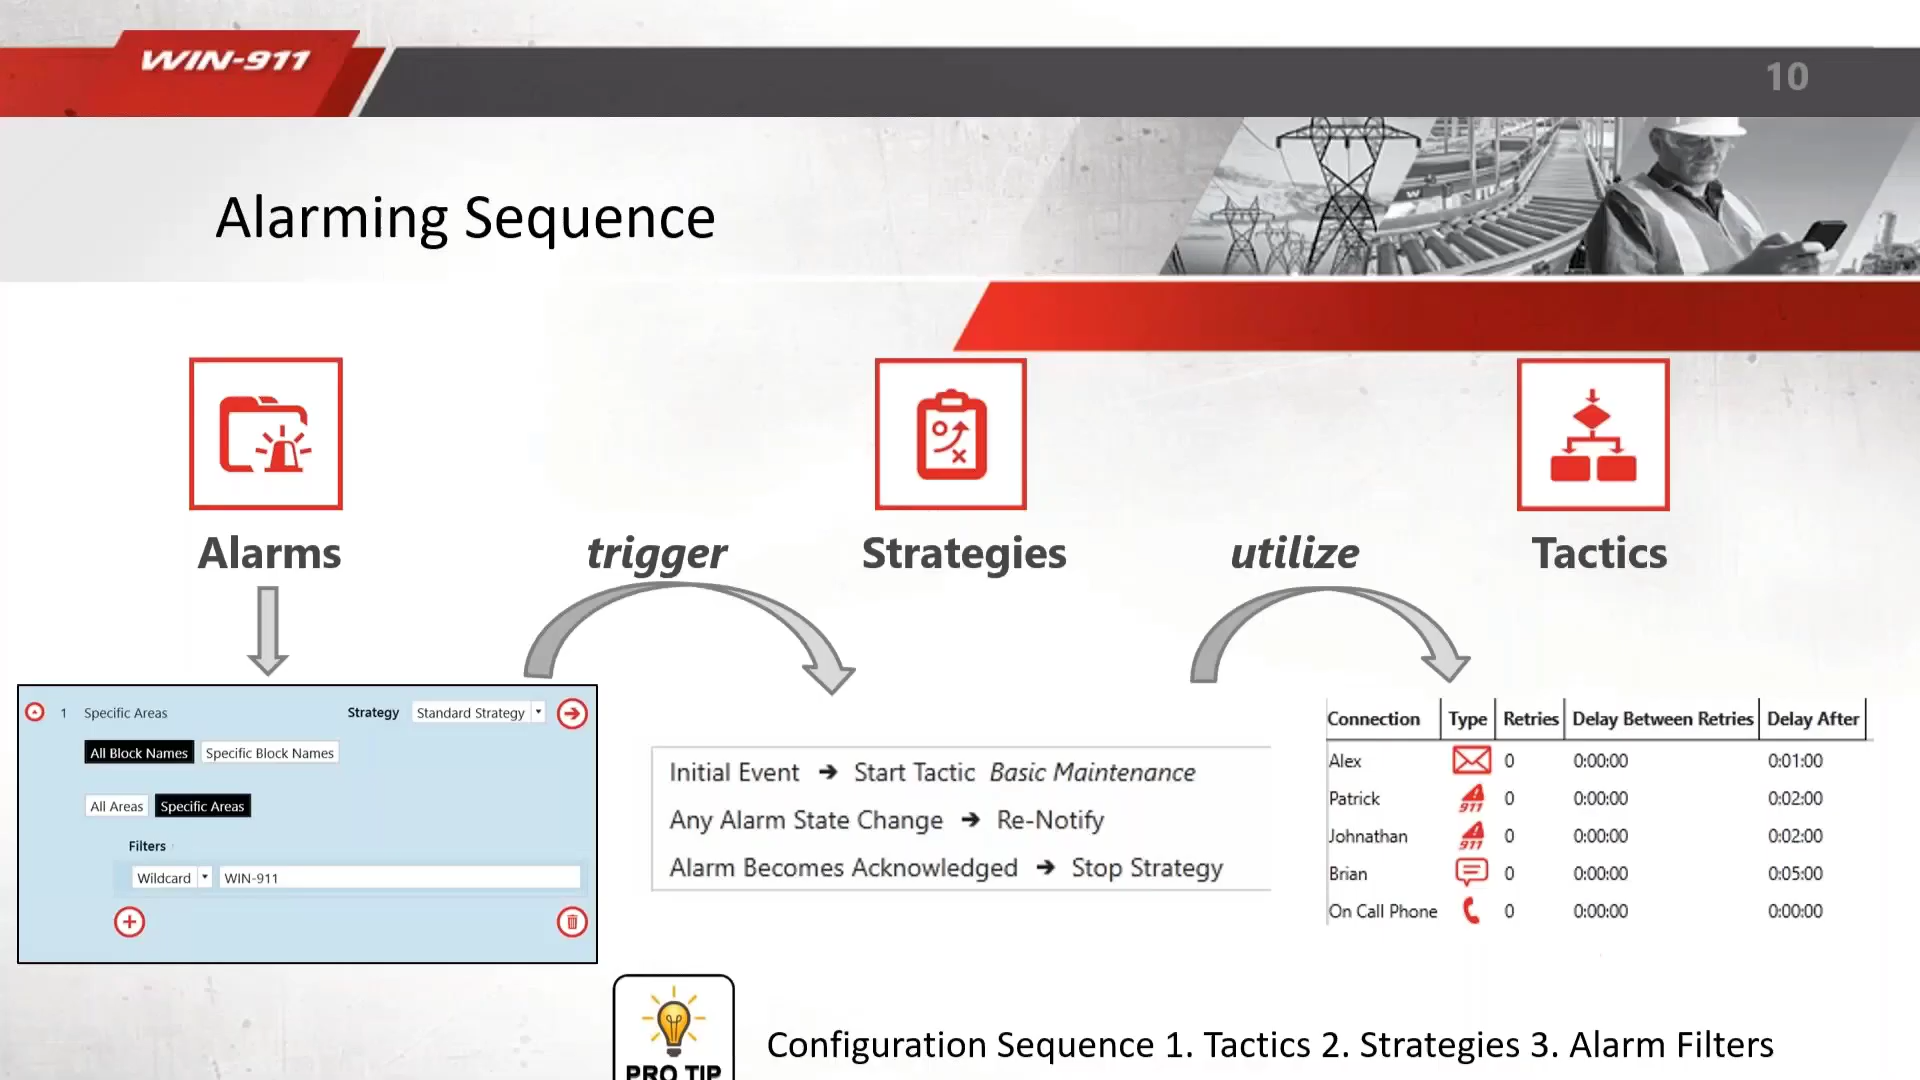 WIN-911
10
Alarming Sequence
Alarms trigger Strategies utilize Tactics
1 Specific Areas Strategy Standard Strategy
All Block Names Specific Block Names
All Areas Specific Areas
Filters
Wildcard WIN-911
Initial Event ➔ Start Tactic Basic Maintenance
Any Alarm State Change ➔ Re-Notify
Alarm Becomes Acknowledged ➔ Stop Strategy
Connection Type Retries Delay Between Retries Delay After
Alex 0 0:00:00 0:01:00
Patrick 911 0 0:00:00 0:02:00
Johnathan 911 0 0:00:00 0:02:00
Brian 0 0:00:00 0:05:00
On Call Phone 0 0:00:00 0:00:00
PRO TIP
Configuration Sequence 1. Tactics 2. Strategies 3. Alarm Filters